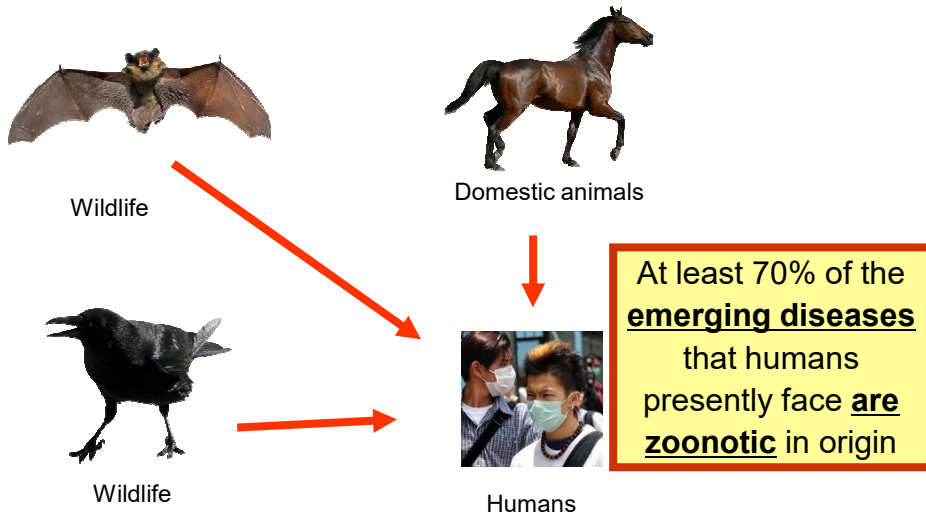 Wildlife
Domestic animals
At least 70% of the
emerging diseases
that humans
presently face are
zoonotic in origin
Wildlife
Humans